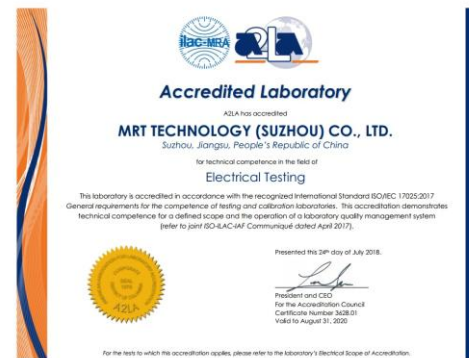 ilac-MRA
A2LA
Accredited Laboratory
A2LA has accredited
MRT TECHNOLOGY (SUZHOU) CO., LTD.
Suzhou, Jiangsu, People's Republic of China
for technical competence in the field of
Electrical Testing
This laboratory is accredited in accordance with the recognized International Standard ISO/IEC 17025:2017
General requirements for the competence of testing and calibration laboratories. This accreditation demonstrates
technical competence for a defined scope and the operation of a laboratory quality management system
(refer to joint ISO-ILAC-IAF Communiqué dated April 2017).
Presented this 24th day of July 2018.
President and CEO
For the Accreditation Council
Certificate Number 3628.01
Valid to August 31, 2020
SEAL
A2LA
For the tests to which this accreditation applies, please refer to the laboratory's Electrical Scope of Accreditation.